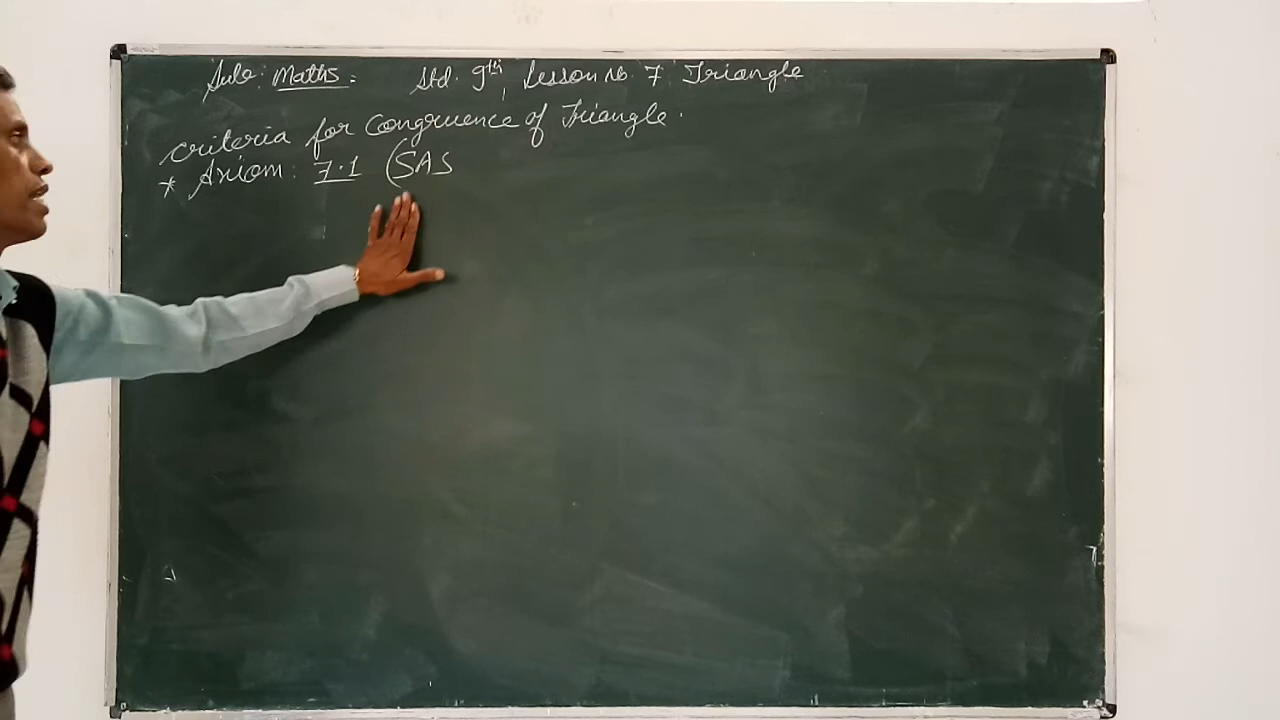 Sub: Maths: Std. 9th, Lesson no. 7: Triangle
criteria for congruence of Triangle.
* Axiom: 7.1 (SAS